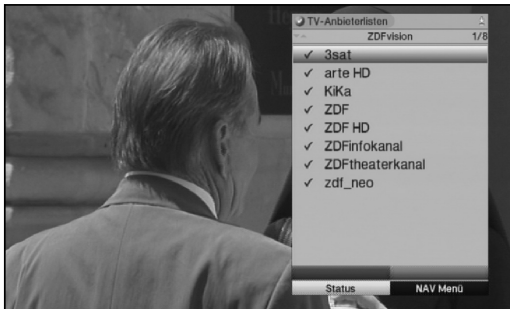 TV-Anbieterlisten
ZDFvision 1/8
✓ 3sat
✓ arte HD
✓ KiKa
✓ ZDF
✓ ZDF HD
✓ ZDFinfokanal
✓ ZDFtheaterkanal
✓ zdf_neo
Status NAV Menü